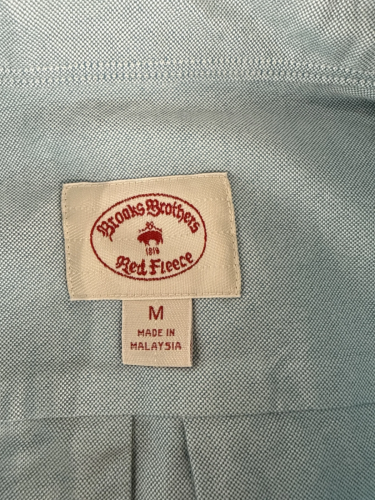 Brooks Brothers
1818
Red Fleece
M
MADE IN
MALAYSIA